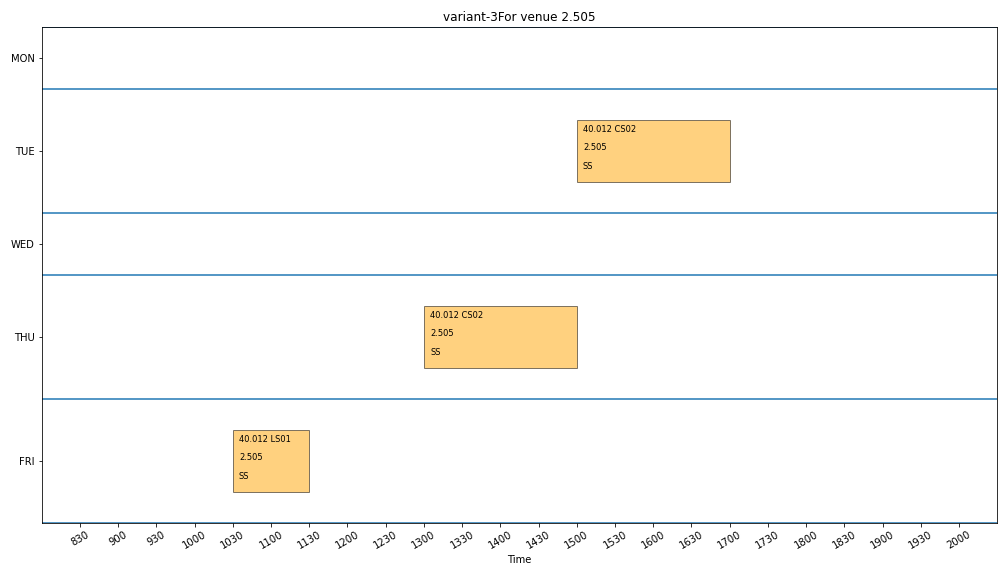 variant-3For venue 2.505
MON
TUE
40.012 CS02
2.505
SS
WED
THU
40.012 CS02
2.505
SS
FRI
40.012 LS01
2.505
SS
830 900 930 1000 1030 1100 1130 1200 1230 1300 1330 1400 1430 1500 1530 1600 1630 1700 1730 1800 1830 1900 1930 2000
Time